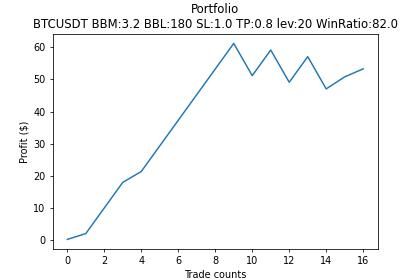 Portfolio
BTCUSDT BBM:3.2 BBL:180 SL:1.0 TP:0.8 lev:20 WinRatio:82.0
60
50
40
30
20
10
0
Profit ($)
0 2 4 6 8 10 12 14 16
Trade counts